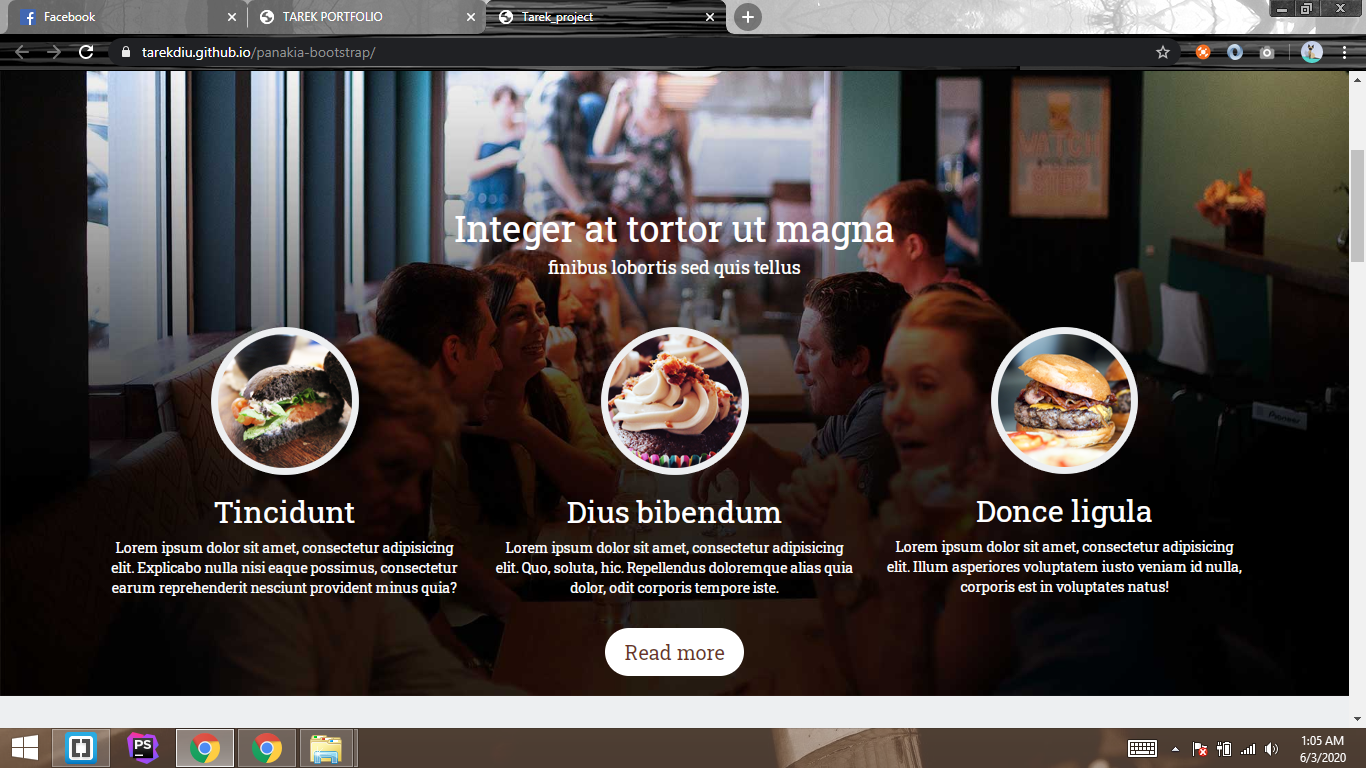 Facebook
TAREK PORTFOLIO
Tarek_project
tarekdiu.github.io/panakia-bootstrap/
WATCH
Integer at tortor ut magna
finibus lobortis sed quis tellus
Pioneer
Tincidunt
Lorem ipsum dolor sit amet, consectetur adipisicing
elit. Explicabo nulla nisi eaque possimus, consectetur
earum reprehenderit nesciunt provident minus quia?
Dius bibendum
Lorem ipsum dolor sit amet, consectetur adipisicing
elit. Quo, soluta, hic. Repellendus doloremque alias quia
dolor, odit corporis tempore iste.
Donce ligula
Lorem ipsum dolor sit amet, consectetur adipisicing
elit. Illum asperiores voluptatem iusto veniam id nulla,
corporis est in voluptates natus!
Read more
PS
1:05 AM
6/3/2020